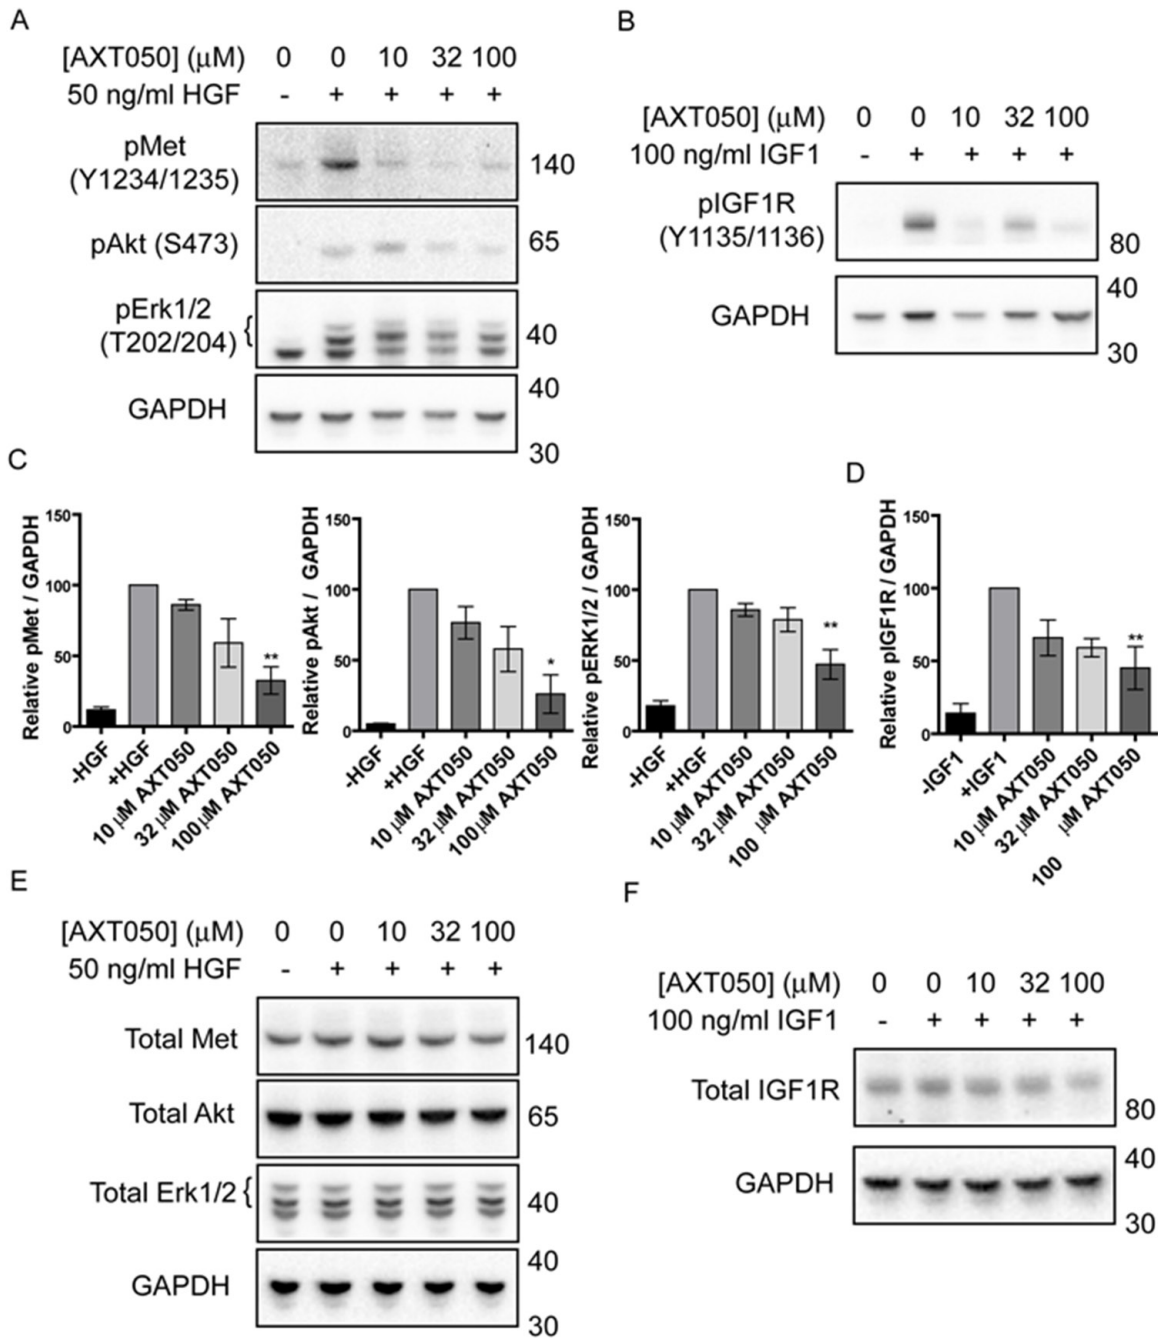 A
[AXT050] (μM) 0 0 10 32 100
50 ng/ml HGF - + + + +
pMet
(Y1234/1235)
140
pAkt (S473)
65
pErk1/2
(T202/204)
{
40
GAPDH
40
30
B
[AXT050] (μM) 0 0 10 32 100
100 ng/ml IGF1 - + + + +
pIGF1R
(Y1135/1136)
80
GAPDH
40
30
C
Relative pMet / GAPDH
150
100
50
0
**
-HGF
+HGF
10 μM AXT050
32 μM AXT050
100 μM AXT050
Relative pAkt / GAPDH
150
100
50
0
*
-HGF
+HGF
10 μM AXT050
32 μM AXT050
100 μM AXT050
Relative pERK1/2 / GAPDH
150
100
50
0
**
-HGF
+HGF
10 μM AXT050
32 μM AXT050
100 μM AXT050
D
Relative pIGF1R / GAPDH
150
100
50
0
**
-IGF1
+IGF1
10 μM AXT050
32 μM AXT050
100 μM AXT050
E
[AXT050] (μM) 0 0 10 32 100
50 ng/ml HGF - + + + +
Total Met
140
Total Akt
65
Total Erk1/2 {
40
GAPDH
40
30
F
[AXT050] (μM) 0 0 10 32 100
100 ng/ml IGF1 - + + + +
Total IGF1R
80
GAPDH
40
30